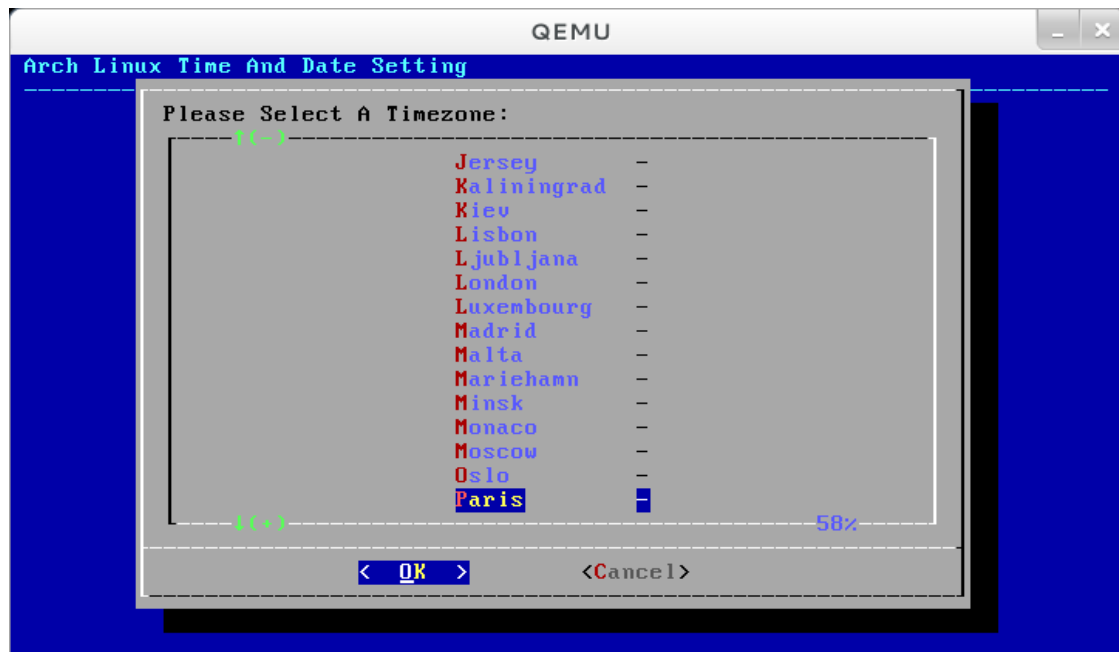 QEMU
Arch Linux Time And Date Setting
Please Select A Timezone:
↑(-)
Jersey -
Kaliningrad -
Kiev -
Lisbon -
Ljubljana -
London -
Luxembourg -
Madrid -
Malta -
Mariehamn -
Minsk -
Monaco -
Moscow -
Oslo -
Paris -
↓(+) 58%
< OK > <Cancel>